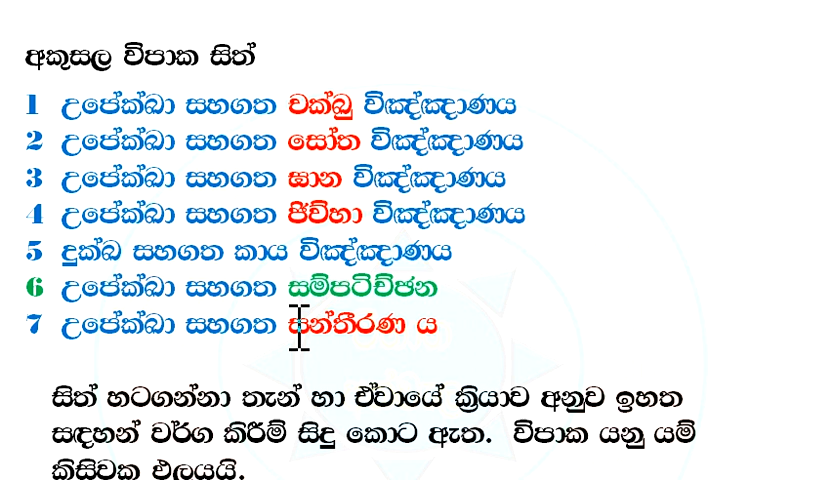 අකුසල විපාක සිත්
1 උපේක්ඛා සහගත චක්ඛු විඤ්ඤාණය
2 උපේක්ඛා සහගත සෝත විඤ්ඤාණය
3 උපේක්ඛා සහගත ඝාන විඤ්ඤාණය
4 උපේක්ඛා සහගත ජිව්හා විඤ්ඤාණය
5 දුක්ඛ සහගත කාය විඤ්ඤාණය
6 උපේක්ඛා සහගත සම්පටිච්ඡන
7 උපේක්ඛා සහගත සන්තීරණ ය
සිත් හටගන්නා තැන් හා ඒවායේ ක්‍රියාව අනුව ඉහත
සඳහන් වර්ග කිරීම් සිදු කොට ඇත. විපාක යනු යම්
කිසිවක ඵලයයි.